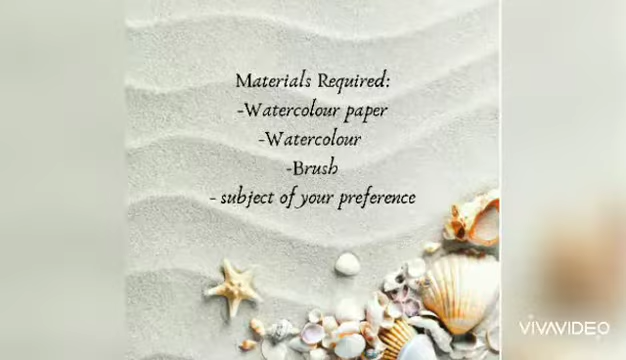 Materials Required:
-Watercolour paper
-Watercolour
-Brush
- subject of your preference
VIVAVIDEO